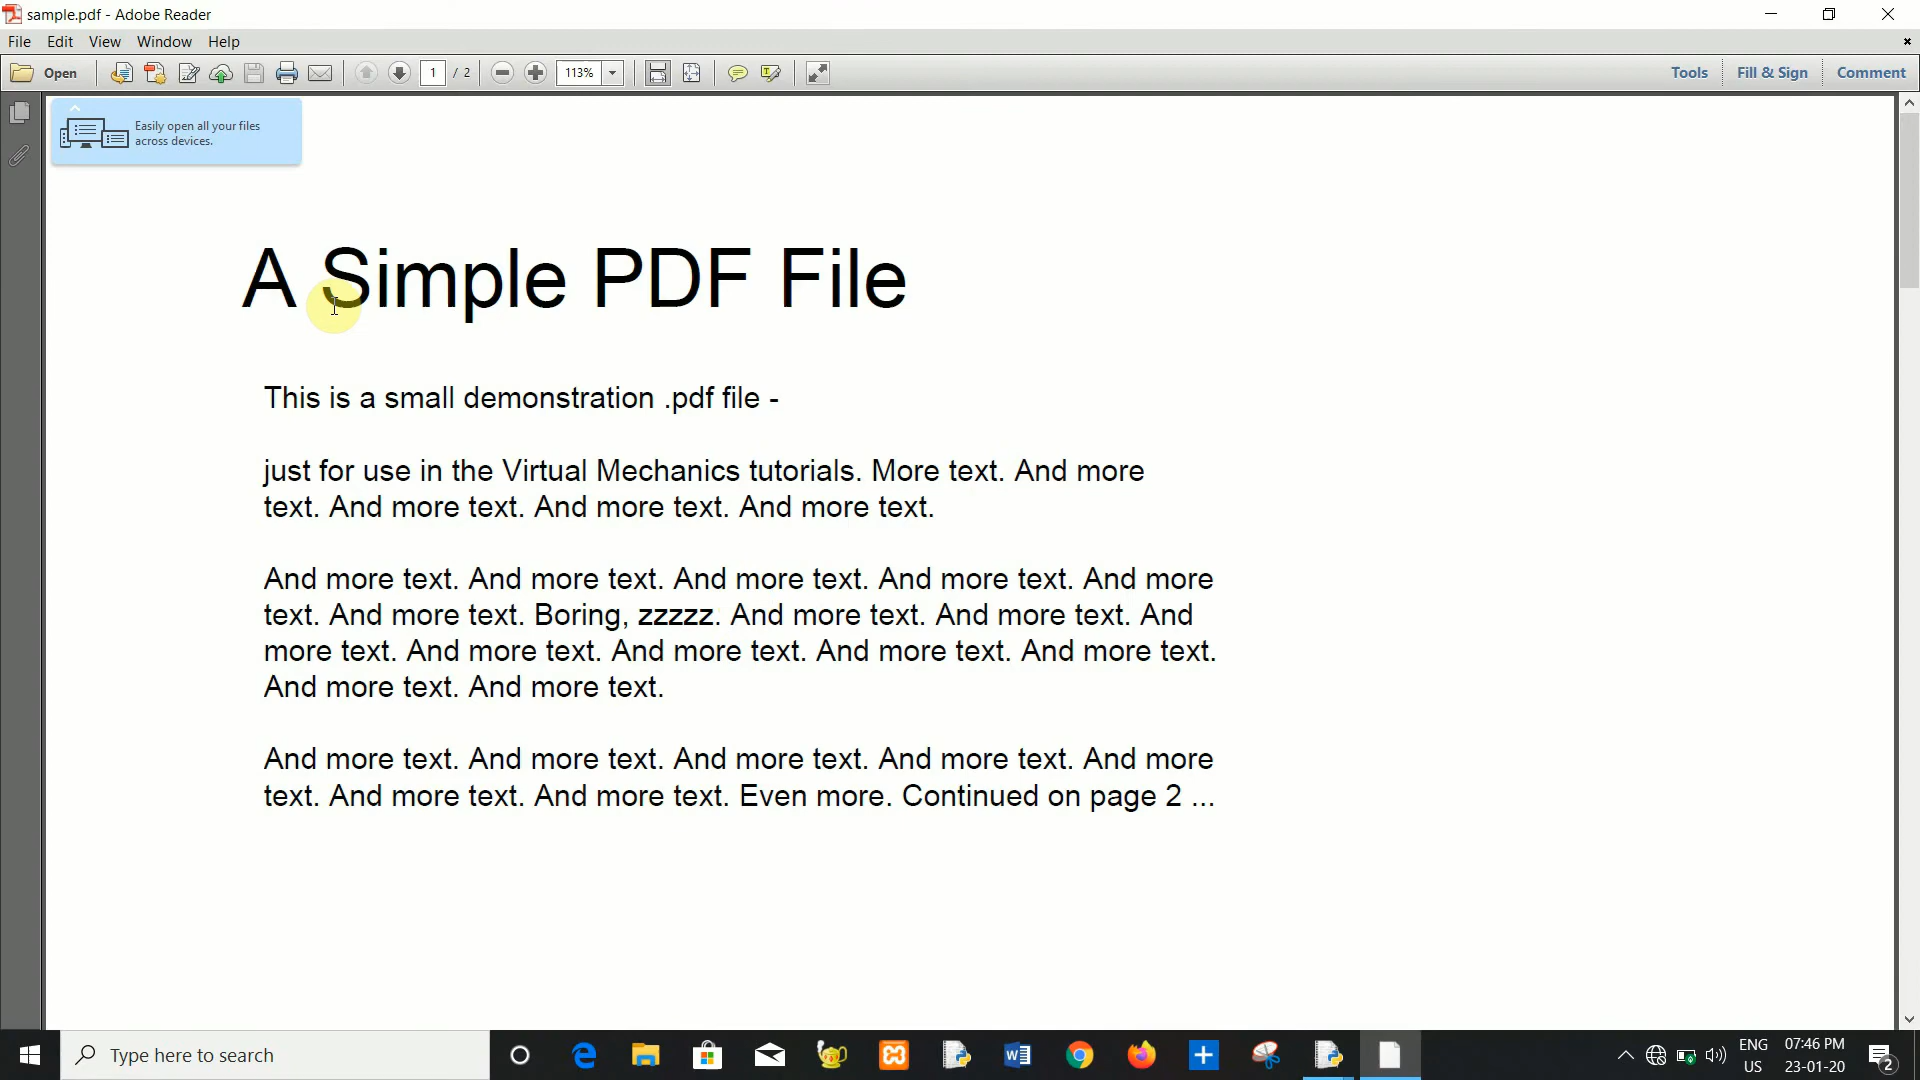 sample.pdf - Adobe Reader
File Edit View Window Help
Open 1 / 2 113% Tools Fill & Sign Comment
Easily open all your files
across devices.
A Simple PDF File
This is a small demonstration .pdf file -
just for use in the Virtual Mechanics tutorials. More text. And more
text. And more text. And more text. And more text.
And more text. And more text. And more text. And more text. And more
text. And more text. Boring, zzzzz. And more text. And more text. And
more text. And more text. And more text. And more text. And more text.
And more text. And more text.
And more text. And more text. And more text. And more text. And more
text. And more text. And more text. Even more. Continued on page 2 ...
Type here to search
ENG 07:46 PM
US 23-01-20 2